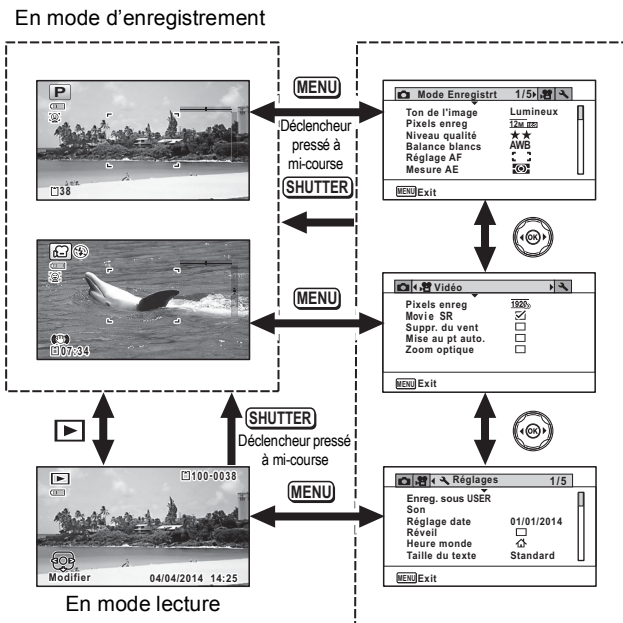 En mode d'enregistrement
P
38
MENU
Déclencheur
pressé à
mi-course
SHUTTER
Mode Enregistrt 1/5
Ton de l'image Lumineux
Pixels enreg 12M
Niveau qualité ★★
Balance blancs AWB
Réglage AF
Mesure AE
MENU Exit
OK
07:34
MENU
Vidéo
Pixels enreg 1920
Movie SR
Suppr. du vent
Mise au pt auto.
Zoom optique
MENU Exit
OK
SHUTTER
Déclencheur pressé
à mi-course
MENU
100-0038
Modifier 04/04/2014 14:25
En mode lecture
Réglages 1/5
Enreg. sous USER
Son
Réglage date 01/01/2014
Réveil
Heure monde
Taille du texte Standard
MENU Exit